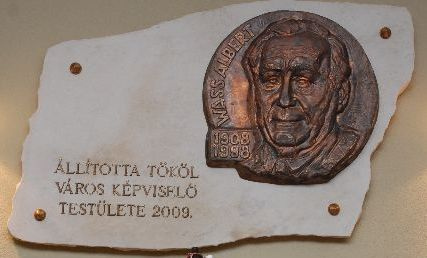 WASS ALBERT
1908
1998
ÁLLÍTOTTA TÖKÖL
VÁROS KÉPVISELŐ
TESTÜLETE 2009.